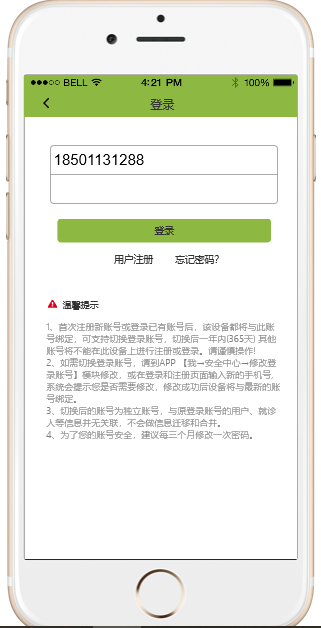 BELL 4:21 PM 100%
登录
18501131288
登录
用户注册 忘记密码?
温馨提示
1、首次注册新账号或登录已有账号后，该设备都将与此账
号绑定，可支持切换登录账号，切换后一年内(365天) 其他
账号将不能在此设备上进行注册或登录。请谨慎操作!
2、如需切换登录账号，请到APP 【我→安全中心→修改登
录账号】模块修改，或在登录和注册页面输入新的手机号,
系统会提示您是否需要修改，修改成功后设备将与最新的账
号绑定。
3、切换后的账号为独立账号，与原登录账号的用户、就诊
人等信息并无关联，不会做信息迁移和合并。
4、为了您的账号安全，建议每三个月修改一次密码。